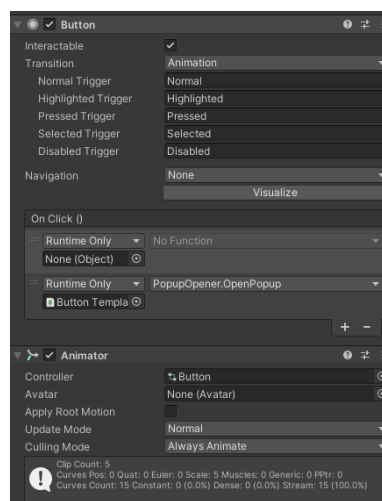 Button
Interactable
Transition Animation
Normal Trigger Normal
Highlighted Trigger Highlighted
Pressed Trigger Pressed
Selected Trigger Selected
Disabled Trigger Disabled
Navigation None
Visualize
On Click ()
Runtime Only No Function
None (Object)
Runtime Only PopupOpener.OpenPopup
Button Templa
+ -
Animator
Controller Button
Avatar None (Avatar)
Apply Root Motion
Update Mode Normal
Culling Mode Always Animate
Clip Count: 5
Curves Pos: 0 Quat: 0 Euler: 0 Scale: 5 Muscles: 0 Generic: 0 PPtr: 0
Curves Count: 15 Constant: 0 (0.0%) Dense: 0 (0.0%) Stream: 15 (100.0%)